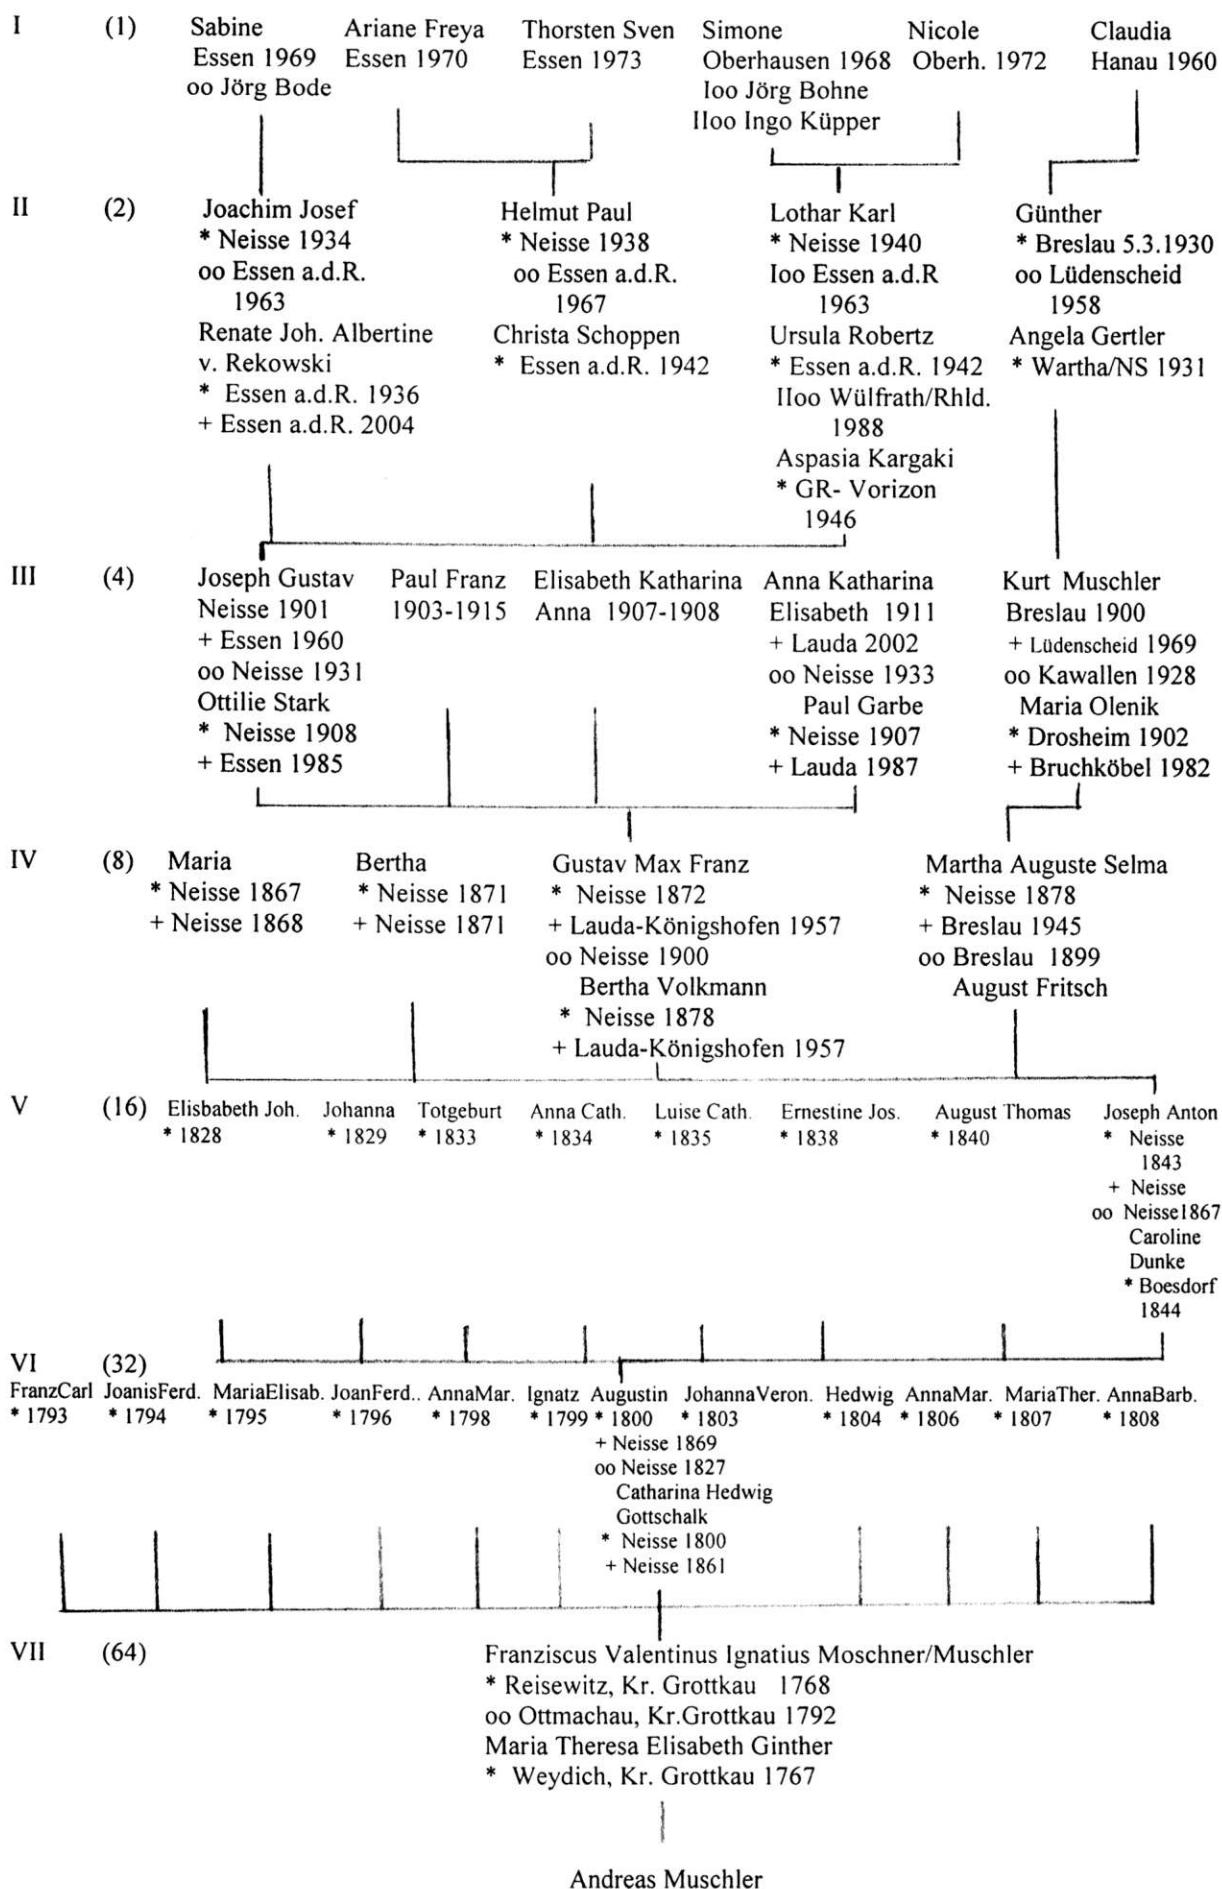 I (1) Sabine Ariane Freya Thorsten Sven Simone Nicole Claudia
Essen 1969 Essen 1970 Essen 1973 Oberhausen 1968 Oberh. 1972 Hanau 1960
oo Jörg Bode Ioo Jörg Bohne
IIoo Ingo Küpper
II (2) Joachim Josef Helmut Paul Lothar Karl Günther
* Neisse 1934 * Neisse 1938 * Neisse 1940 * Breslau 5.3.1930
oo Essen a.d.R. oo Essen a.d.R. Ioo Essen a.d.R oo Lüdenscheid
1963 1967 1963 1958
Renate Joh. Albertine Christa Schoppen Ursula Robertz Angela Gertler
v. Rekowski * Essen a.d.R. 1942 * Essen a.d.R. 1942 * Wartha/NS 1931
* Essen a.d.R. 1936 IIoo Wülfrath/Rhld.
+ Essen a.d.R. 2004 1988
Aspasia Kargaki
* GR- Vorizon
1946
III (4) Joseph Gustav Paul Franz Elisabeth Katharina Anna Katharina Kurt Muschler
Neisse 1901 1903-1915 Anna 1907-1908 Elisabeth 1911 Breslau 1900
+ Essen 1960 + Lauda 2002 + Lüdenscheid 1969
oo Neisse 1931 oo Neisse 1933 oo Kawallen 1928
Ottilie Stark Paul Garbe Maria Olenik
* Neisse 1908 * Neisse 1907 * Drosheim 1902
+ Essen 1985 + Lauda 1987 + Bruchköbel 1982
IV (8) Maria Bertha Gustav Max Franz Martha Auguste Selma
* Neisse 1867 * Neisse 1871 * Neisse 1872 * Neisse 1878
+ Neisse 1868 + Neisse 1871 + Lauda-Königshofen 1957 + Breslau 1945
oo Neisse 1900 oo Breslau 1899
Bertha Volkmann August Fritsch
* Neisse 1878
+ Lauda-Königshofen 1957
V (16) Elisbabeth Joh. Johanna Totgeburt Anna Cath. Luise Cath. Ernestine Jos. August Thomas Joseph Anton
* 1828 * 1829 * 1833 * 1834 * 1835 * 1838 * 1840 * Neisse
1843
+ Neisse
oo Neisse1867
Caroline
Dunke
* Boesdorf
1844
VI (32)
FranzCarl JoanisFerd. MariaElisab. JoanFerd.. AnnaMar. Ignatz Augustin JohannaVeron. Hedwig AnnaMar. MariaTher. AnnaBarb.
* 1793 * 1794 * 1795 * 1796 * 1798 * 1799 * 1800 * 1803 * 1804 * 1806 * 1807 * 1808
+ Neisse 1869
oo Neisse 1827
Catharina Hedwig
Gottschalk
* Neisse 1800
+ Neisse 1861
VII (64) Franziscus Valentinus Ignatius Moschner/Muschler
* Reisewitz, Kr. Grottkau 1768
oo Ottmachau, Kr.Grottkau 1792
Maria Theresa Elisabeth Ginther
* Weydich, Kr. Grottkau 1767
Andreas Muschler